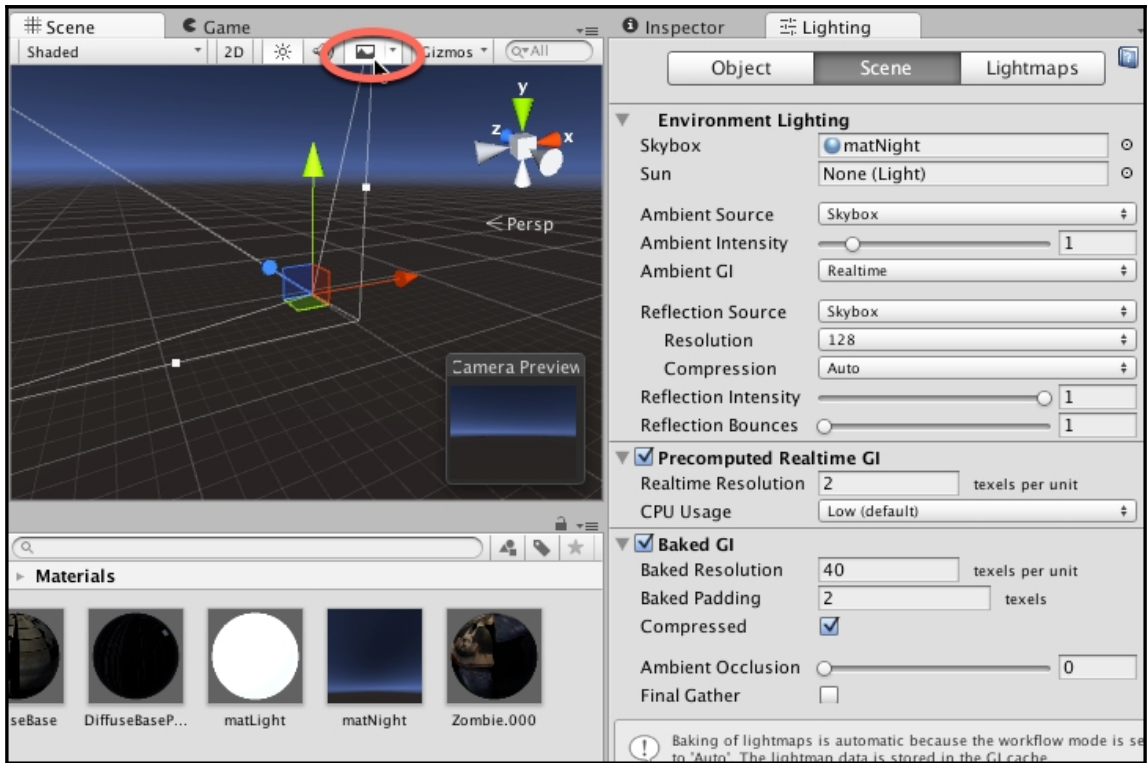 Scene
Game
Shaded
2D
Gizmos
All
y
z
x
Persp
Camera Preview
Materials
seBase
DiffuseBaseP...
matLight
matNight
Zombie.000
Inspector
Lighting
Object
Scene
Lightmaps
Environment Lighting
Skybox
matNight
Sun
None (Light)
Ambient Source
Skybox
Ambient Intensity
1
Ambient GI
Realtime
Reflection Source
Skybox
Resolution
128
Compression
Auto
Reflection Intensity
1
Reflection Bounces
1
Precomputed Realtime GI
Realtime Resolution
2
texels per unit
CPU Usage
Low (default)
Baked GI
Baked Resolution
40
texels per unit
Baked Padding
2
texels
Compressed
Ambient Occlusion
0
Final Gather
Baking of lightmaps is automatic because the workflow mode is se
to 'Auto'. The lightmap data is stored in the GI cache.